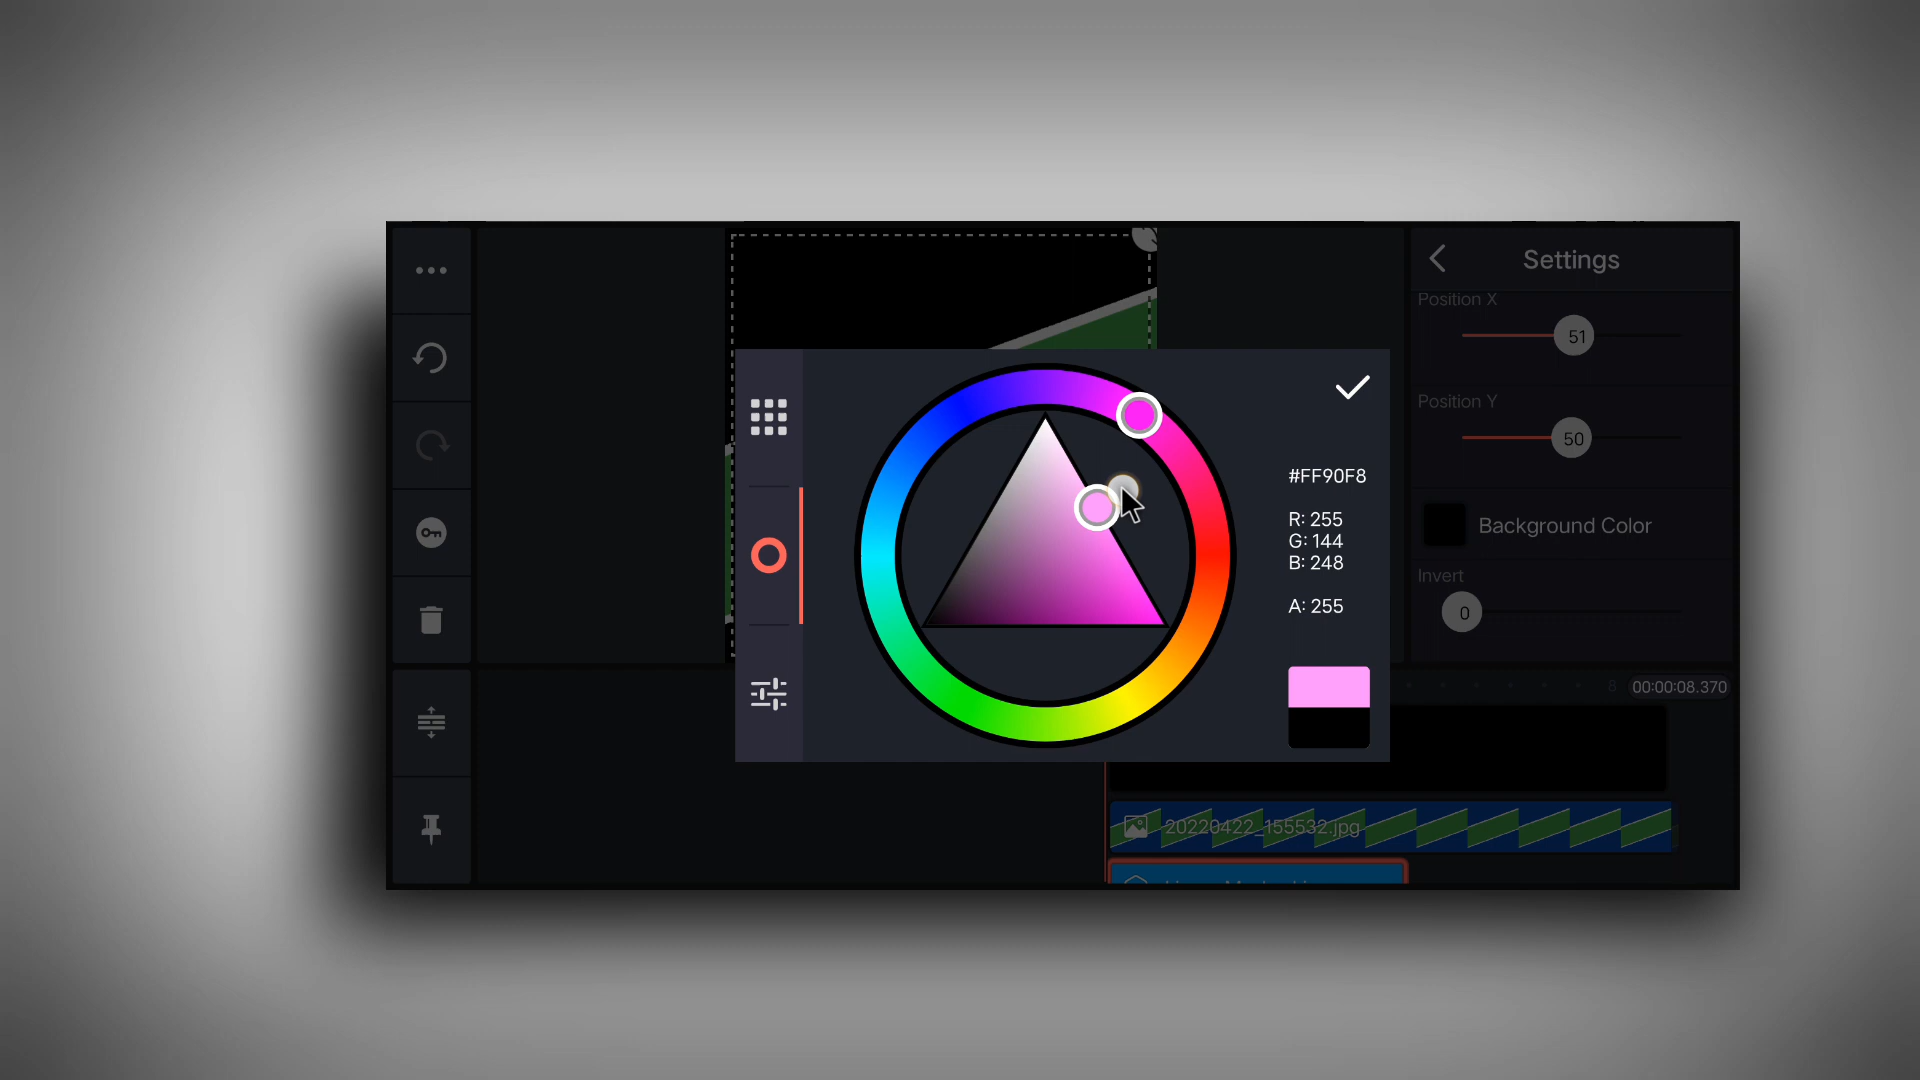 Settings
Position X
51
Position Y
50
#FF90F8
R: 255
G: 144
B: 248
A: 255
Background Color
Invert
0
8
00:00:08.370
20220422_155532.jpg